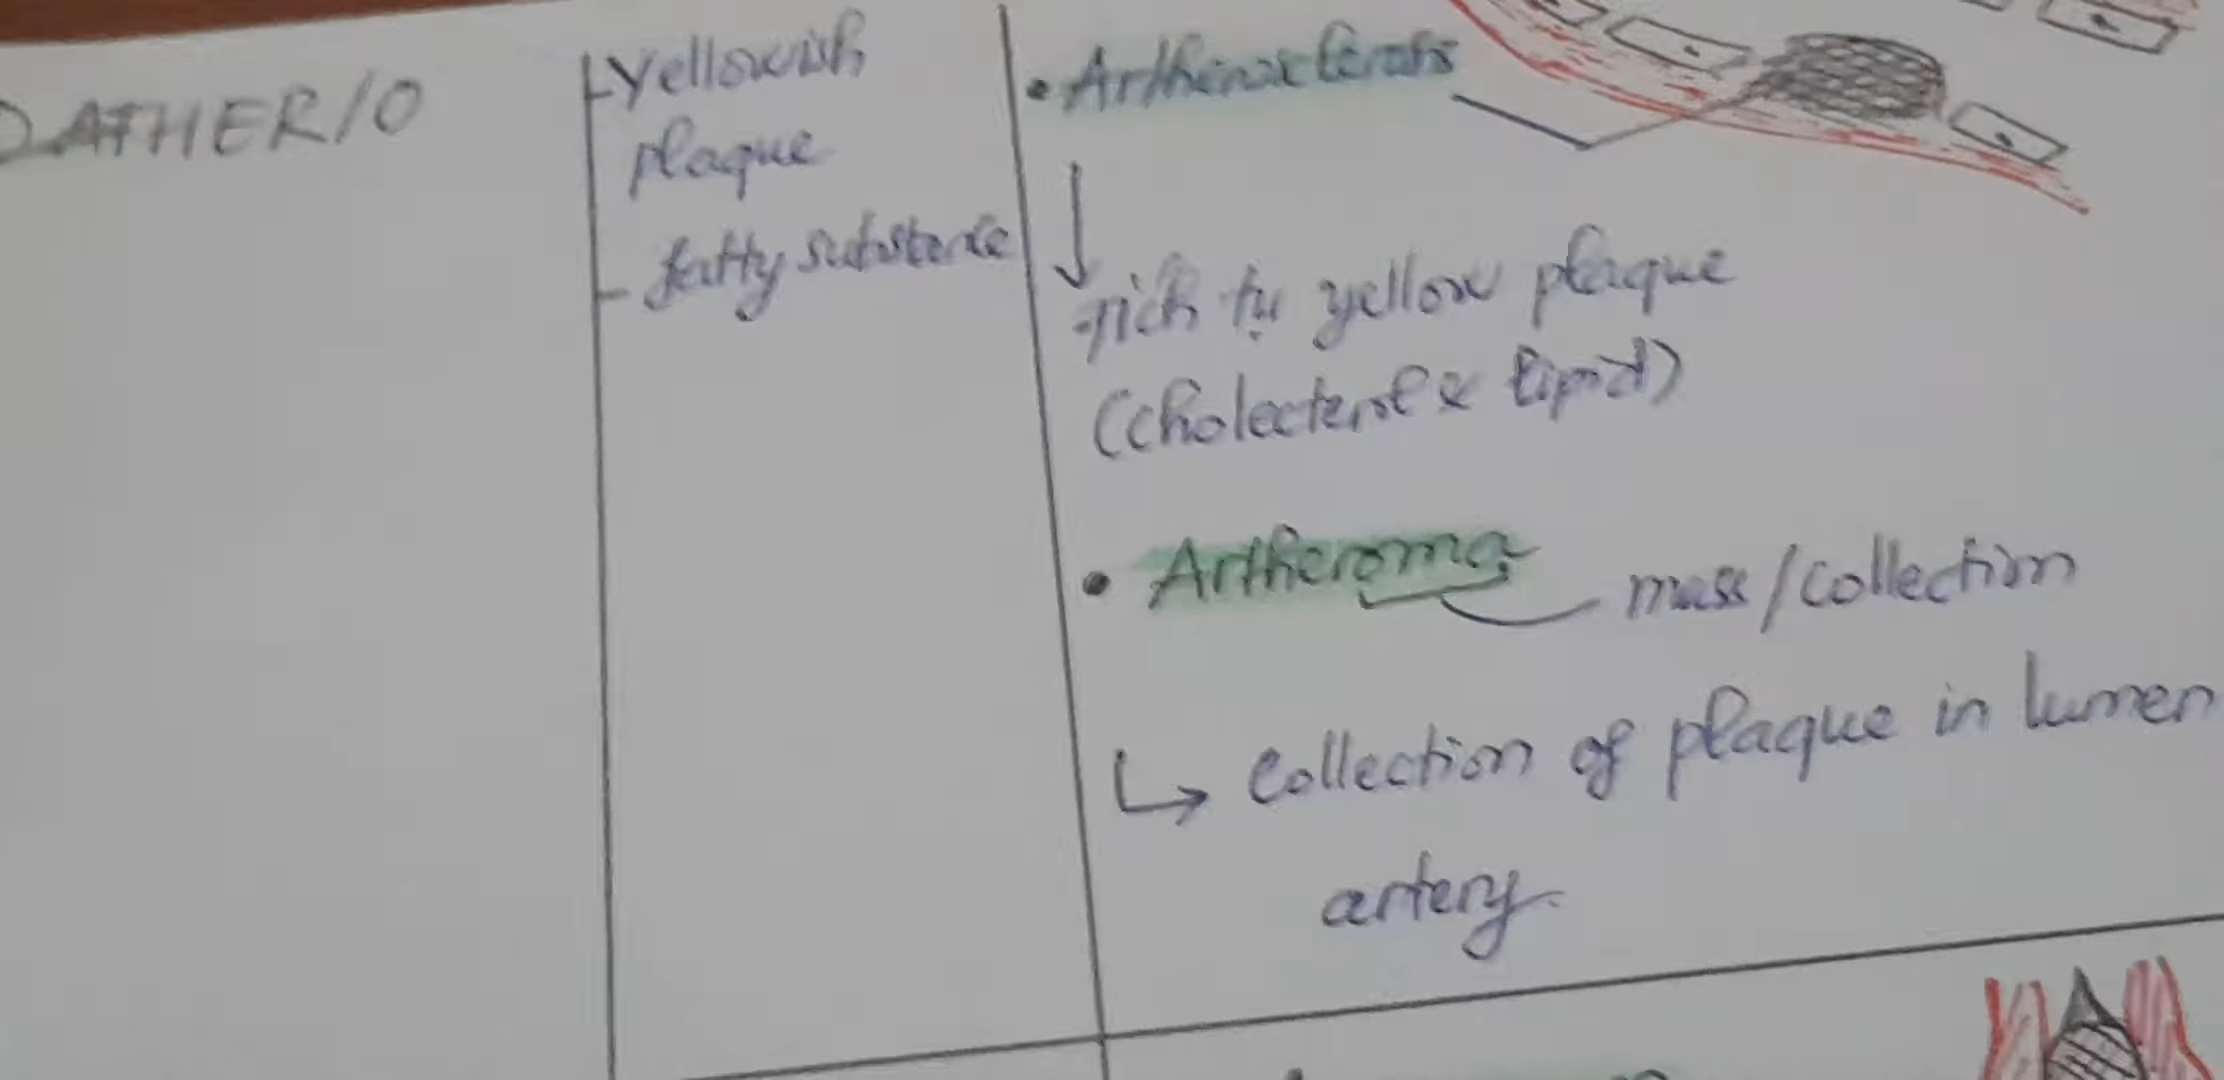 ATHER/O
- Yellowish
plaque
- fatty substance
• Artherosclerosis
rich in yellow plaque
(cholecterol & lipid)
• Artheroma
mass/collection
↳ Collection of plaque in lumen
artery.